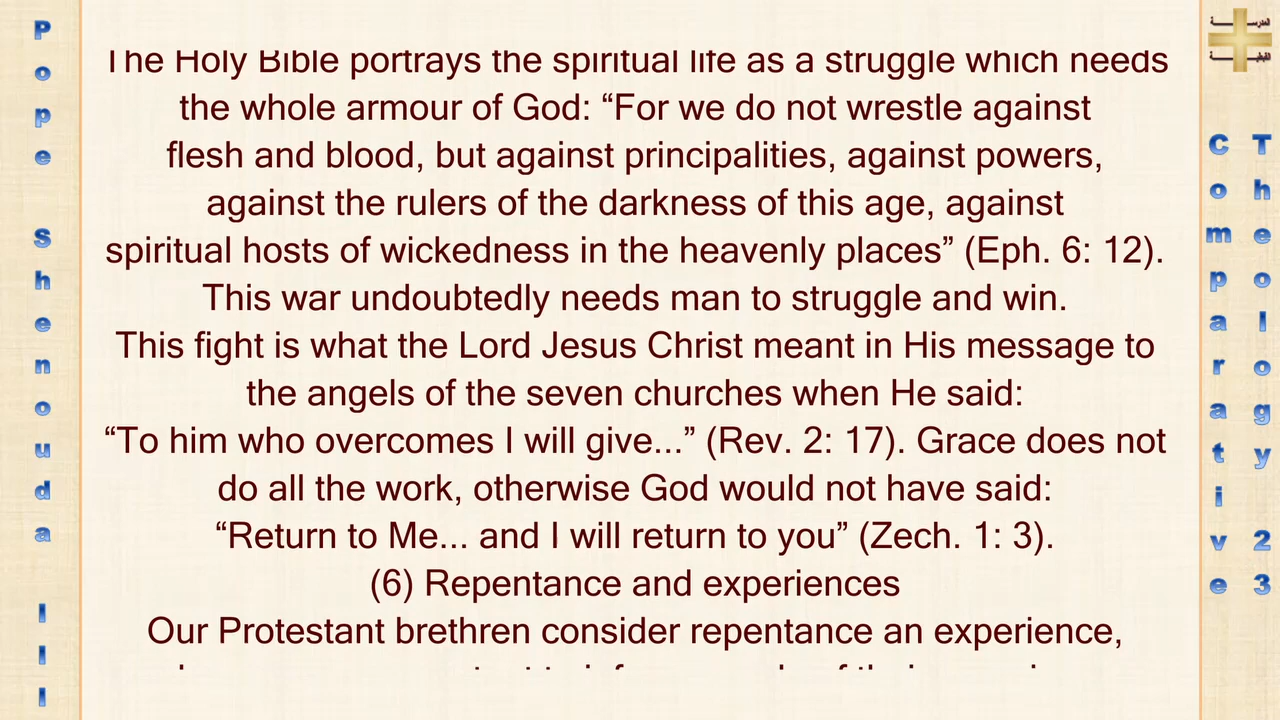 Pope Shenouda III
The Holy Bible portrays the spiritual life as a struggle which needs
the whole armour of God: “For we do not wrestle against
flesh and blood, but against principalities, against powers,
against the rulers of the darkness of this age, against
spiritual hosts of wickedness in the heavenly places” (Eph. 6: 12).
This war undoubtedly needs man to struggle and win.
This fight is what the Lord Jesus Christ meant in His message to
the angels of the seven churches when He said:
“To him who overcomes I will give...” (Rev. 2: 17). Grace does not
do all the work, otherwise God would not have said:
“Return to Me... and I will return to you” (Zech. 1: 3).
(6) Repentance and experiences
Our Protestant brethren consider repentance an experience,
Comparative
Theology 23